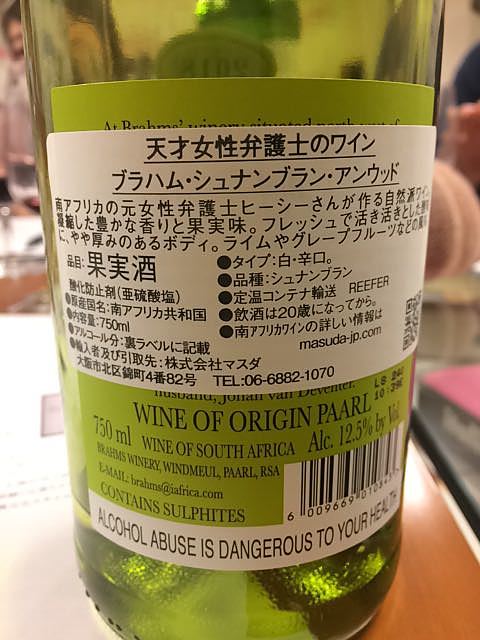 2018
At Brahms' winery situated north west of
天才女性弁護士のワイン
ブラハム・シュナンブラン・アンウッド
南アフリカの元女性弁護士ヒーシーさんが作る自然派ワイン。
凝縮した豊かな香りと果実味。フレッシュで活き活きとした
に、やや厚みのあるボディ。ライムやグレープフルーツなどの
品目:果実酒
酸化防止剤(亜硫酸塩)
●原産国名:南アフリカ共和国
●内容量:750ml
●アルコール分:裏ラベルに記載
●輸入者及び引取先:株式会社マスダ
大阪市北区錦町4番82号 TEL:06-6882-1070
●タイプ:白・辛口。
●品種:シュナンブラン
●定温コンテナ輸送 REEFER
●飲酒は20歳になってから。
●南アフリカワインの詳しい情報は
masuda-jp.com
husband, Johan van Deventer.
WINE OF ORIGIN PAARL
750 ml WINE OF SOUTH AFRICA Alc. 12.5% by Vol.
BRAHMS WINERY, WINDMEUL, PAARL, RSA
E-MAIL: brahms@iafrica.com
CONTAINS SULPHITES
ALCOHOL ABUSE IS DANGEROUS TO YOUR HEALTH